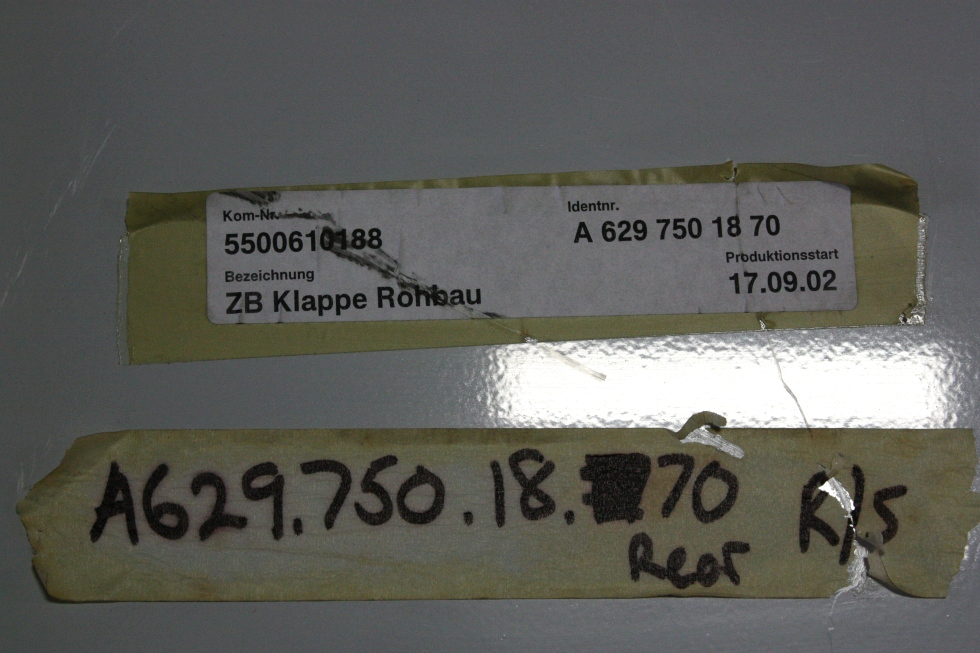 Kom-Nr. Identnr.
5500610188 A 629 750 18 70
Bezeichnung Produktionsstart
ZB Klappe Rohbau 17.09.02
A629.750.18. 70 R/S
Rear